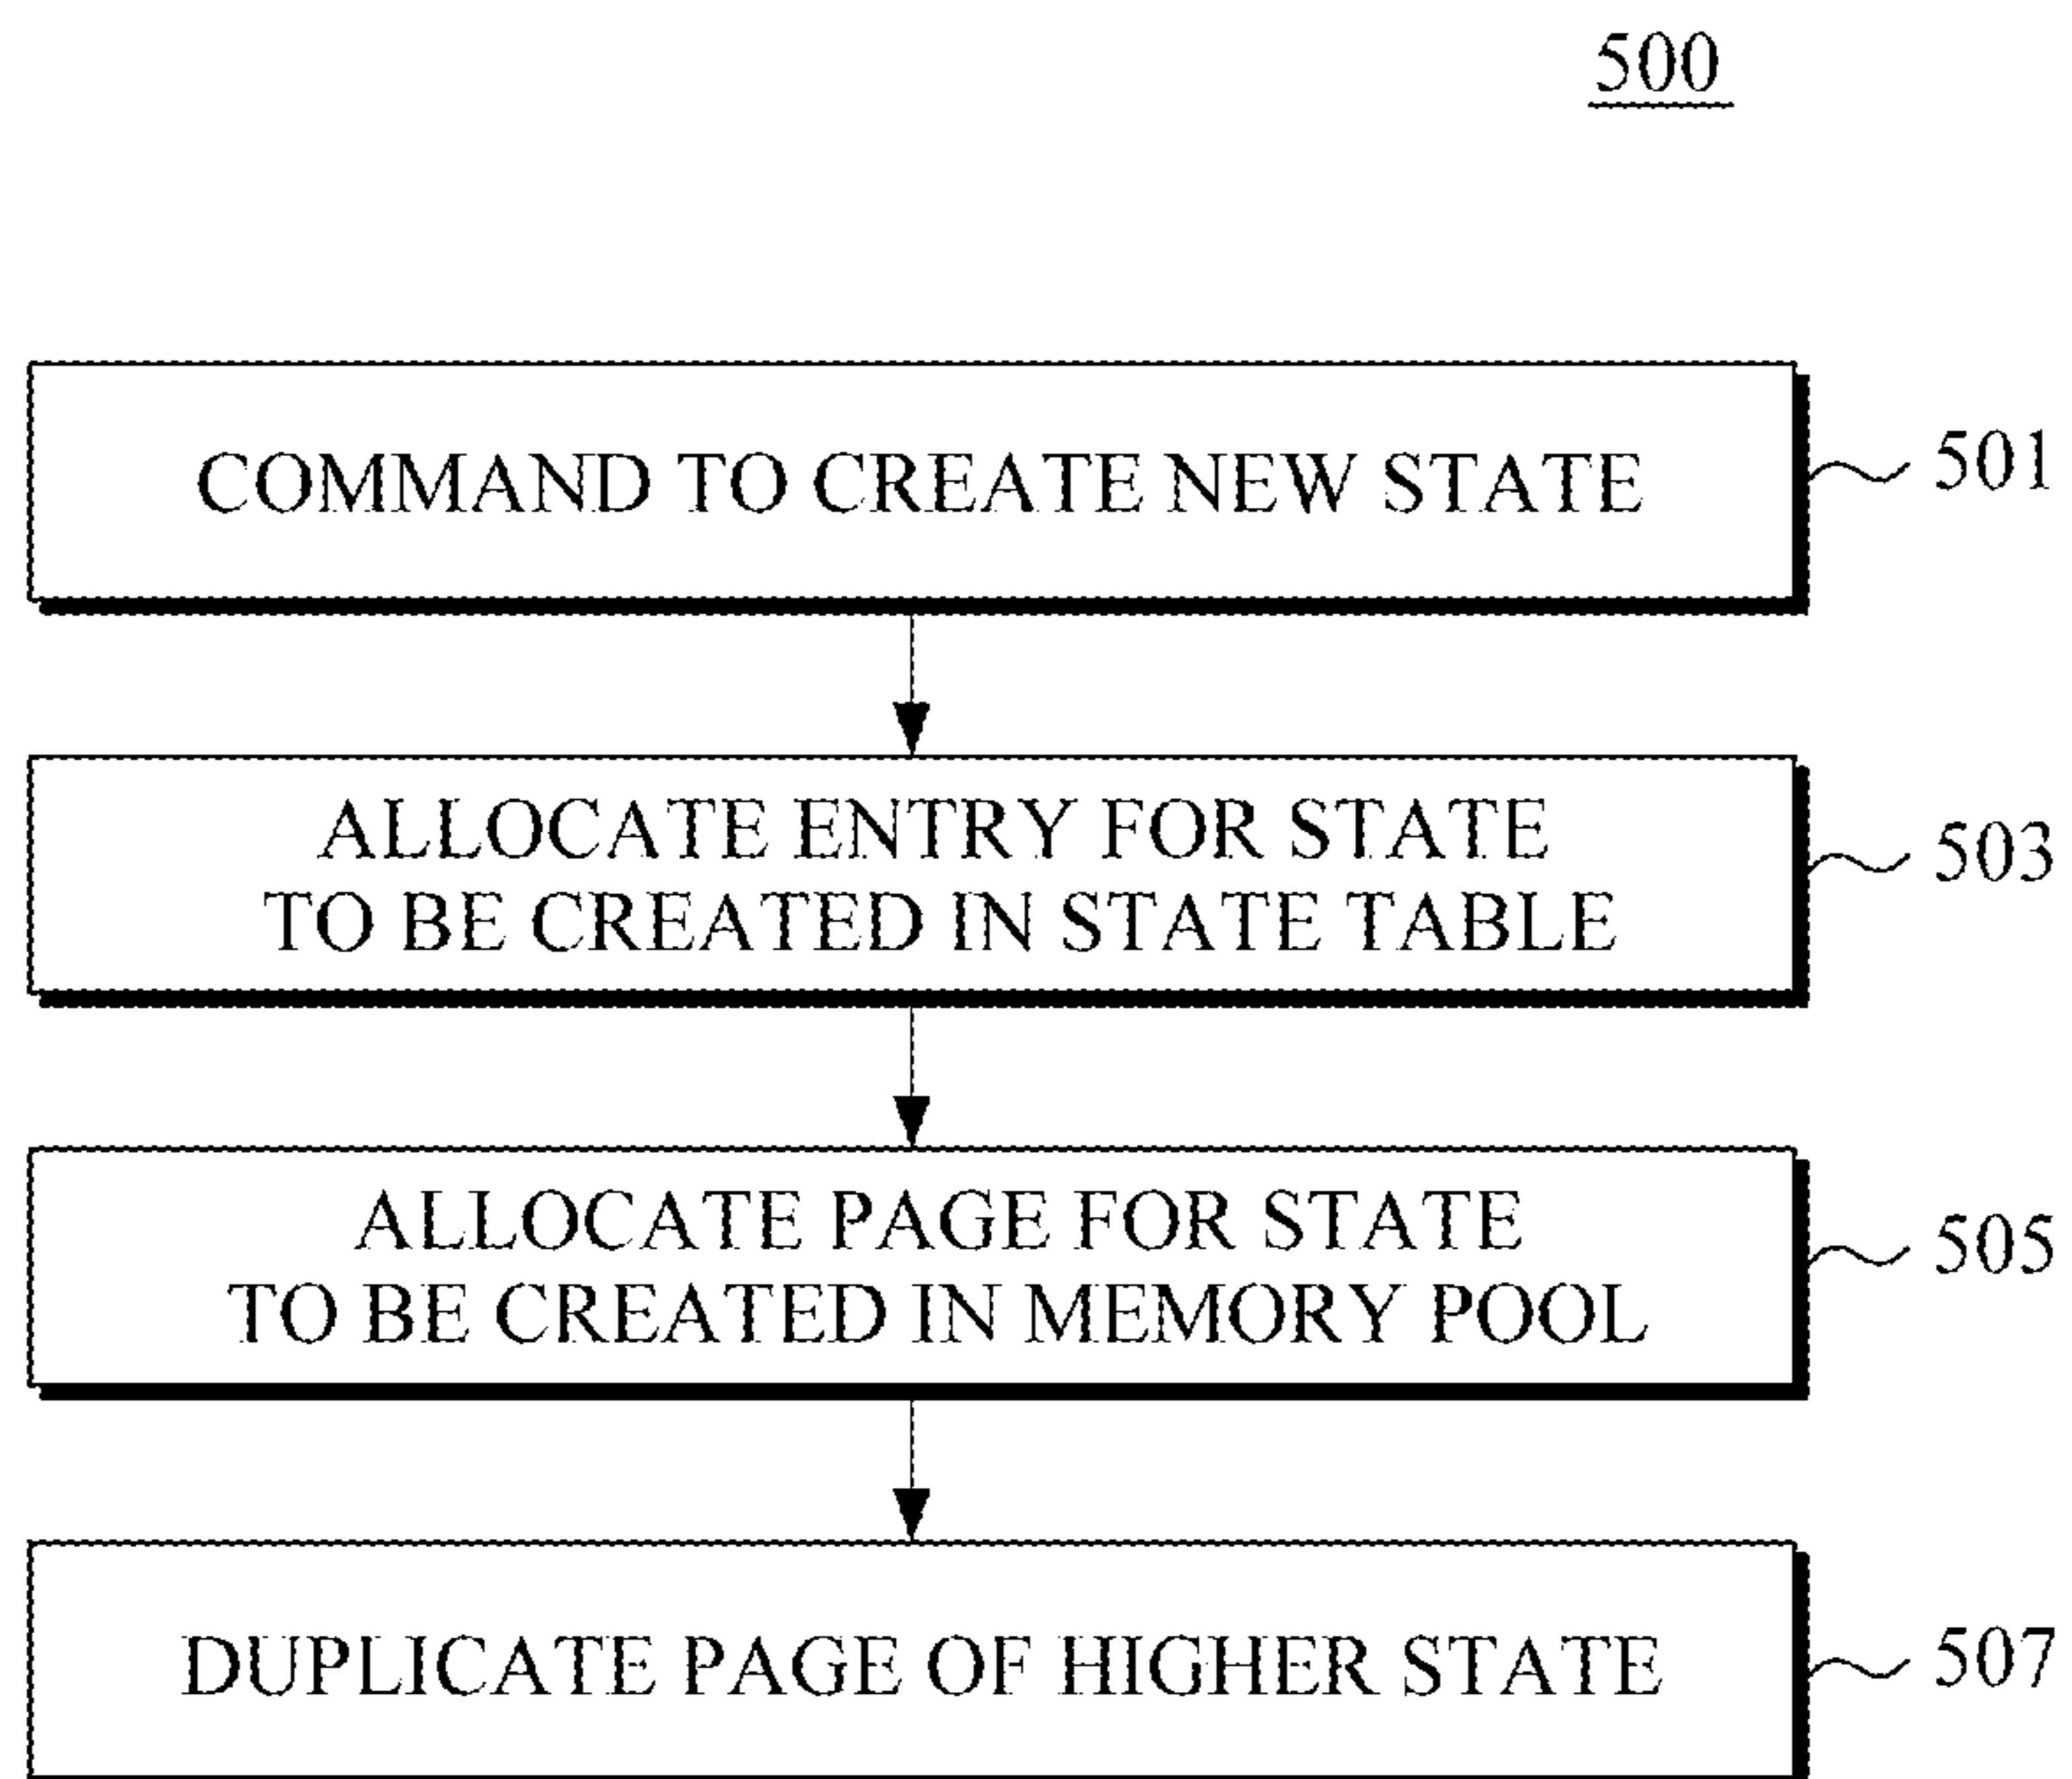 500
COMMAND TO CREATE NEW STATE
501
ALLOCATE ENTRY FOR STATE
TO BE CREATED IN STATE TABLE
503
ALLOCATE PAGE FOR STATE
TO BE CREATED IN MEMORY POOL
505
DUPLICATE PAGE OF HIGHER STATE
507